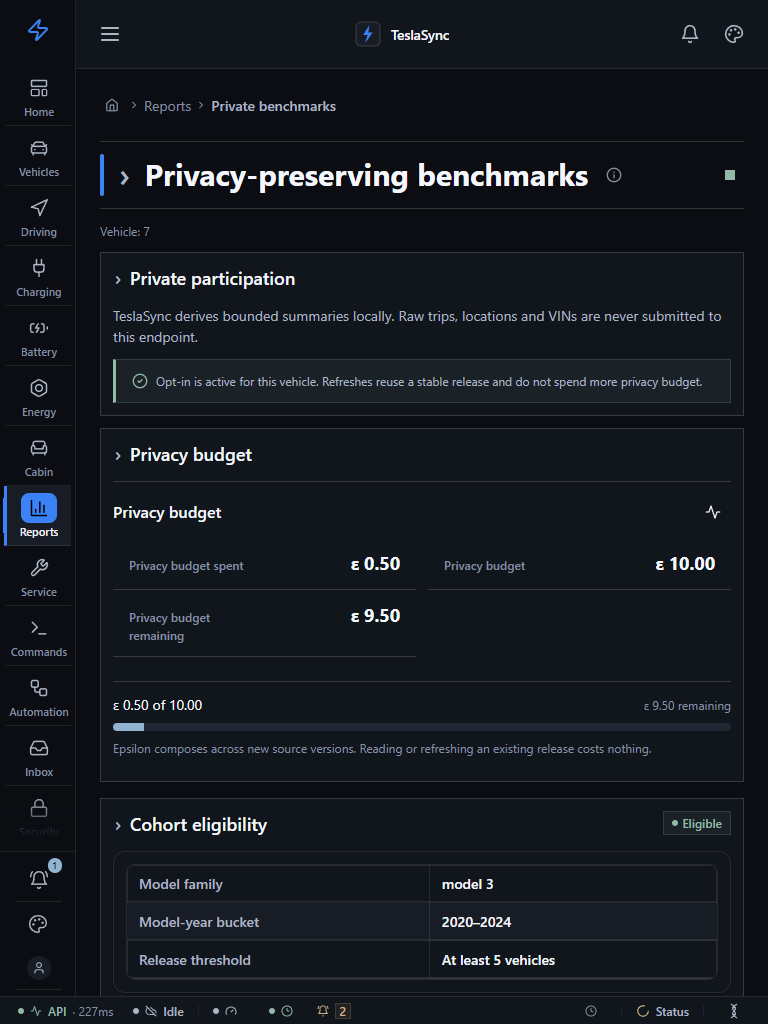 TeslaSync
Home
Vehicles
Driving
Charging
Battery
Energy
Cabin
Reports
Service
Commands
Automation
Inbox
Security
1
Reports
Private benchmarks
Privacy-preserving benchmarks
Vehicle: 7
Private participation
TeslaSync derives bounded summaries locally. Raw trips, locations and VINs are never submitted to
this endpoint.
Opt-in is active for this vehicle. Refreshes reuse a stable release and do not spend more privacy budget.
Privacy budget
Privacy budget
Privacy budget spent
ε 0.50
Privacy budget
ε 10.00
Privacy budget
remaining
ε 9.50
ε 0.50 of 10.00
ε 9.50 remaining
Epsilon composes across new source versions. Reading or refreshing an existing release costs nothing.
Cohort eligibility
Eligible
Model family
model 3
Model-year bucket
2020–2024
Release threshold
At least 5 vehicles
API · 227ms
Idle
2
Status